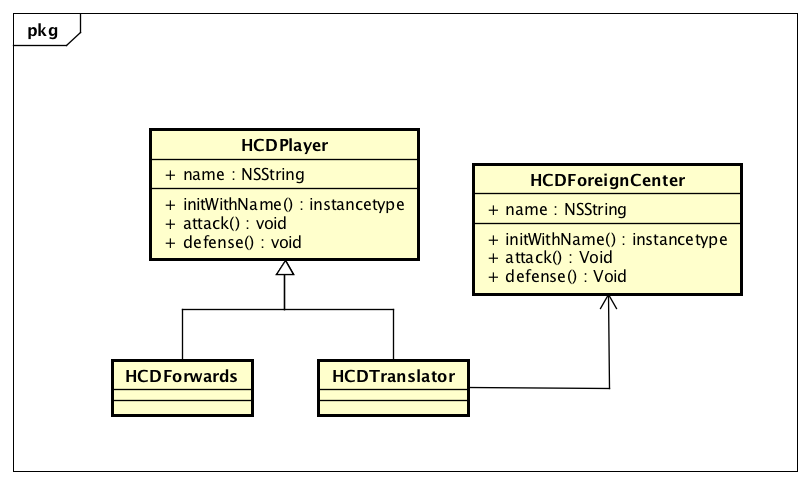 pkg
HCDPlayer
+ name : NSString
+ initWithName() : instancetype
+ attack() : void
+ defense() : void
HCDForeignCenter
+ name : NSString
+ initWithName() : instancetype
+ attack() : Void
+ defense() : Void
HCDForwards
HCDTranslator